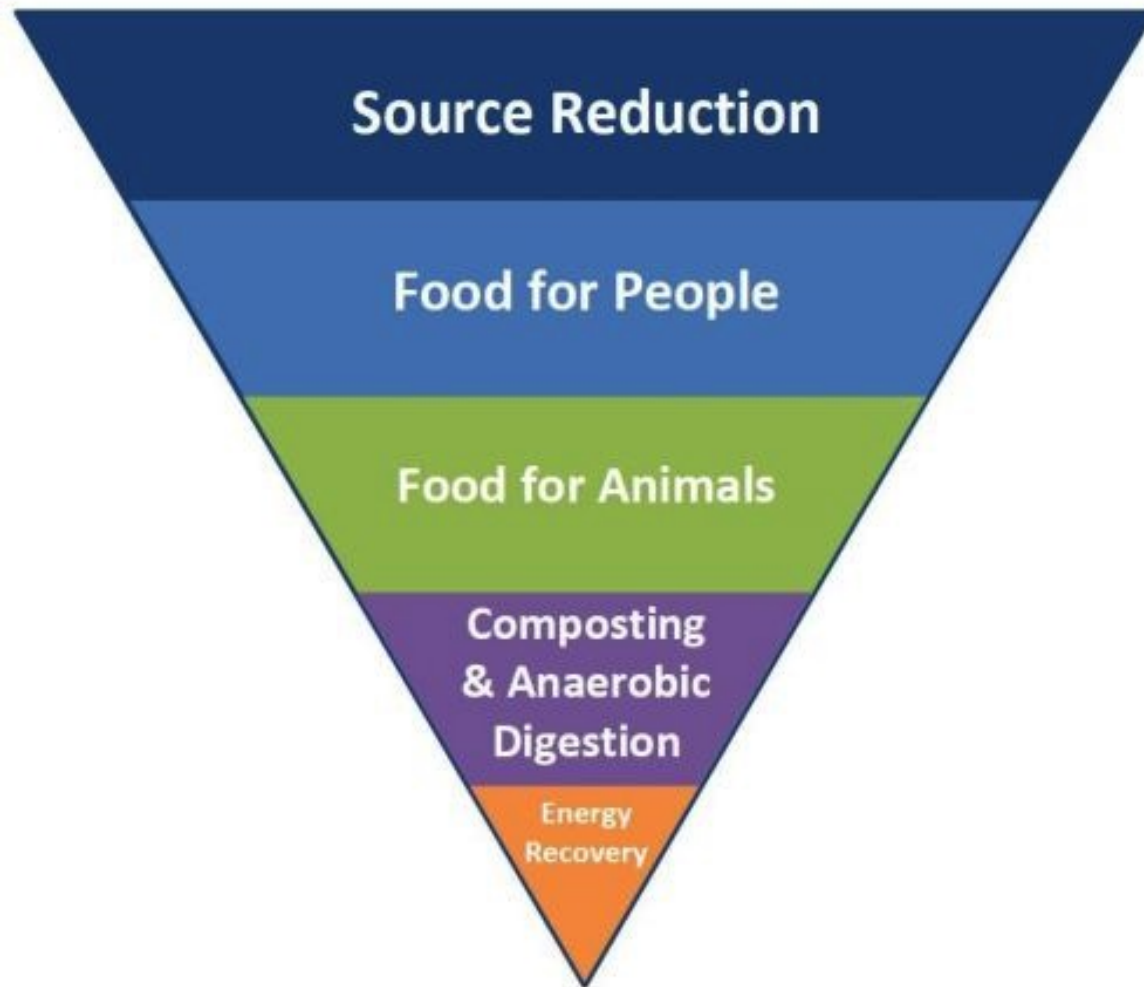 Source Reduction
Food for People
Food for Animals
Composting
& Anaerobic
Digestion
Energy
Recovery